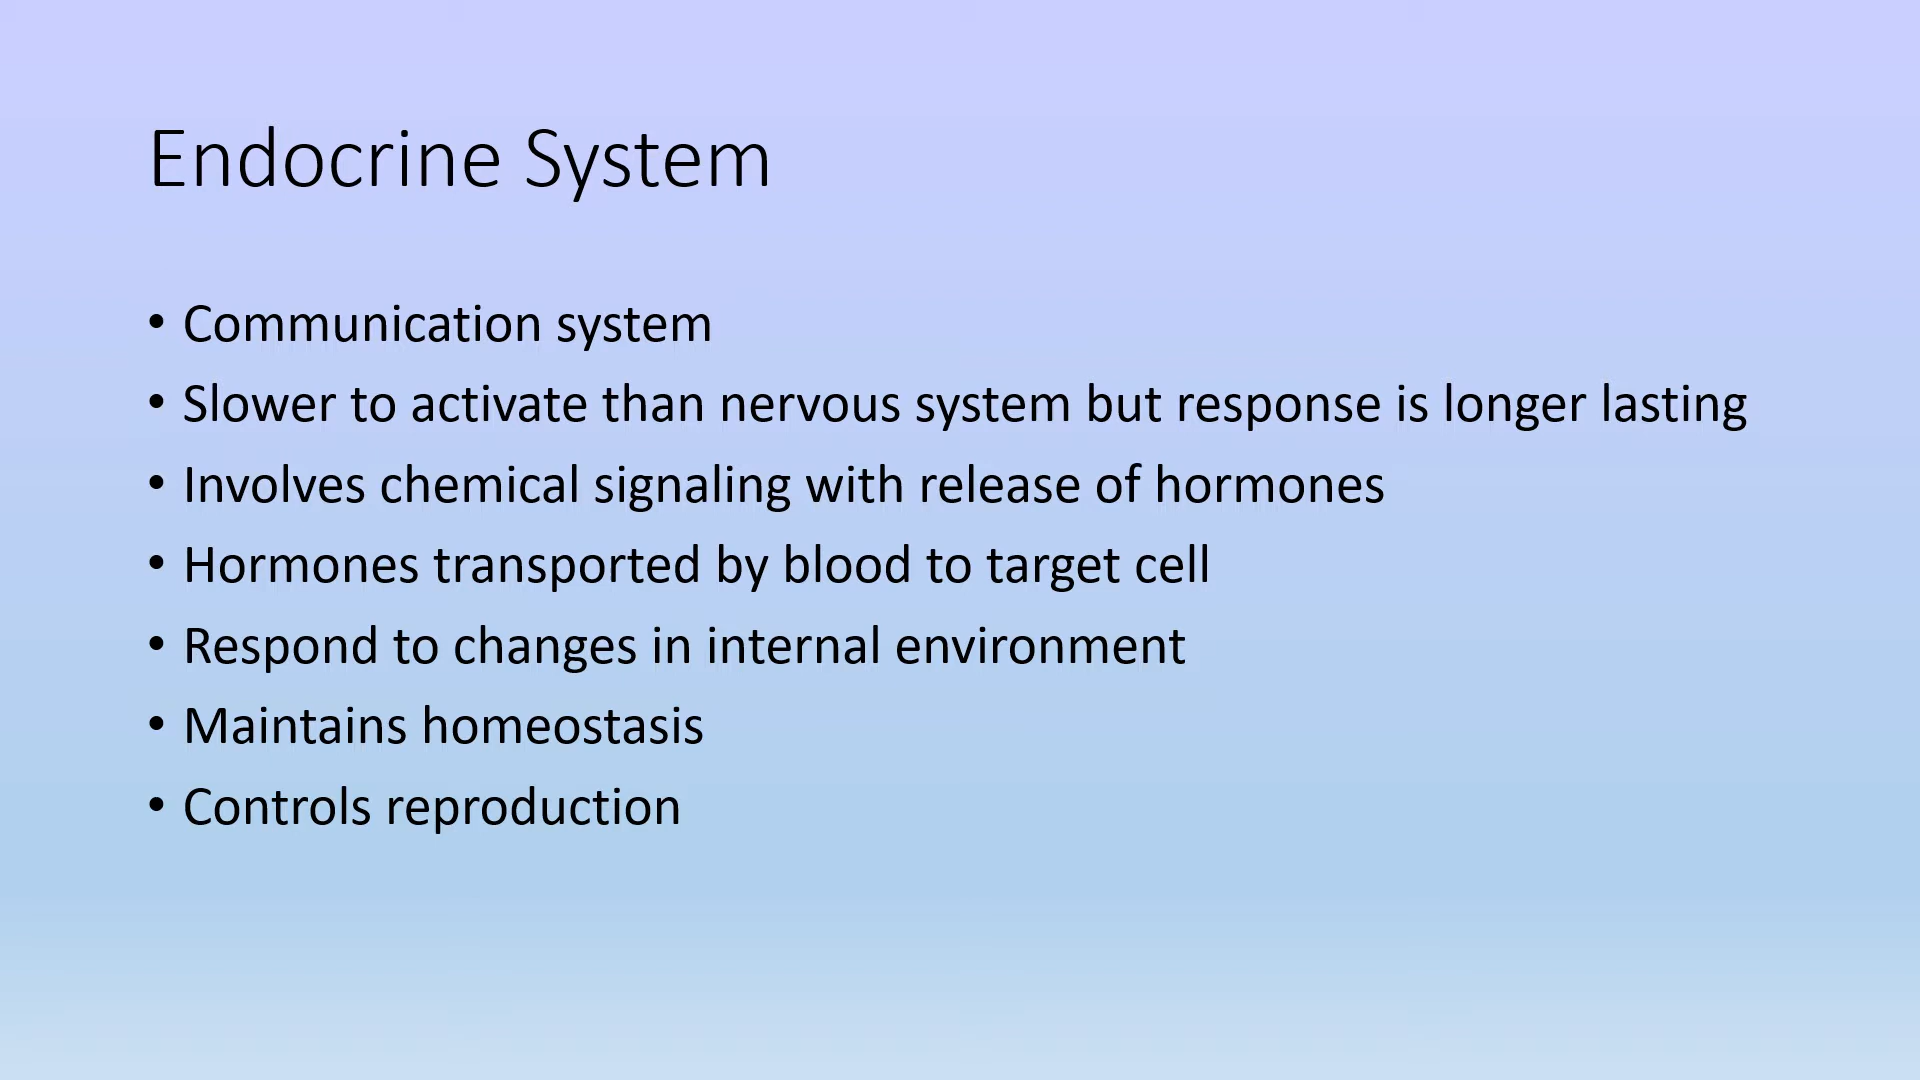 Endocrine System
• Communication system
• Slower to activate than nervous system but response is longer lasting
• Involves chemical signaling with release of hormones
• Hormones transported by blood to target cell
• Respond to changes in internal environment
• Maintains homeostasis
• Controls reproduction